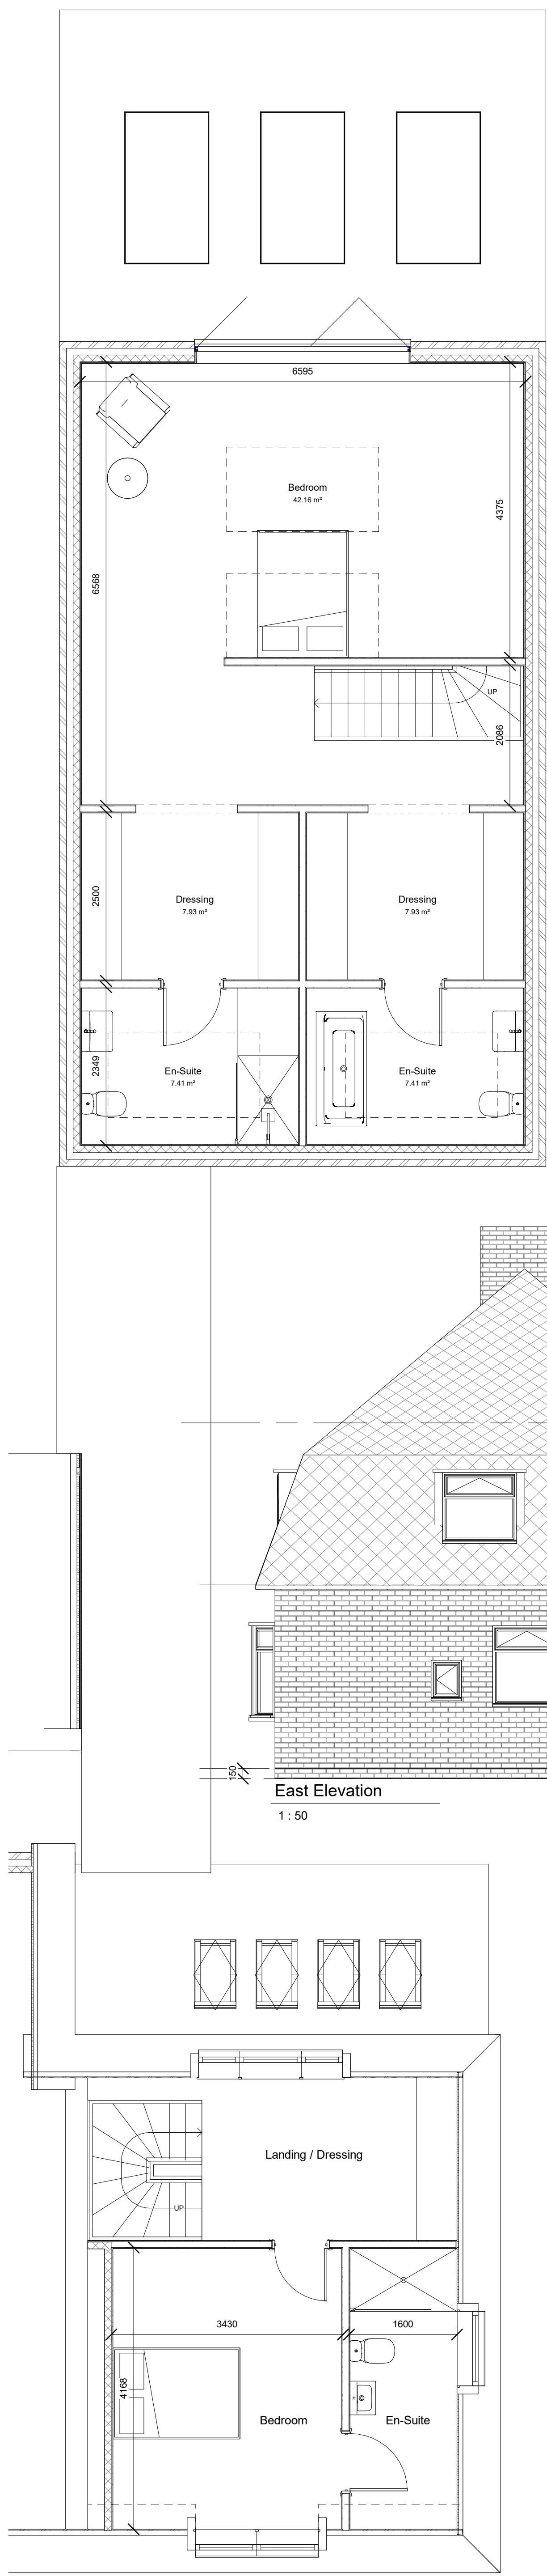 6595
Bedroom
42.16 m²
4375
6568
UP
2086
2500
Dressing
7.93 m²
Dressing
7.93 m²
2349
En-Suite
7.41 m²
En-Suite
7.41 m²
150
East Elevation
1 : 50
Landing / Dressing
UP
3430
1600
4168
Bedroom
En-Suite